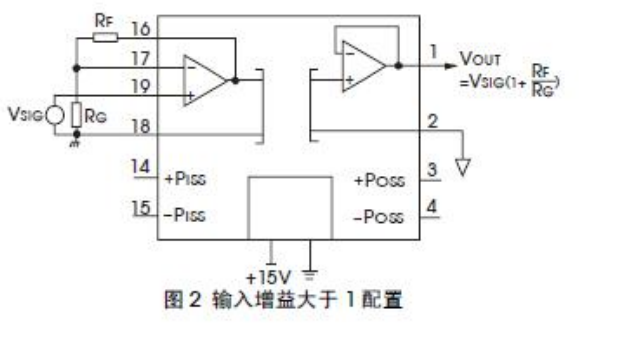 RF 16
17
19
VSIG RG
18
1 VOUT
=VSIG(1+ RF/RG)
2
14 +PISS
15 -PISS
+POSS 3
-POSS 4
+15V
图2 输入增益大于1配置